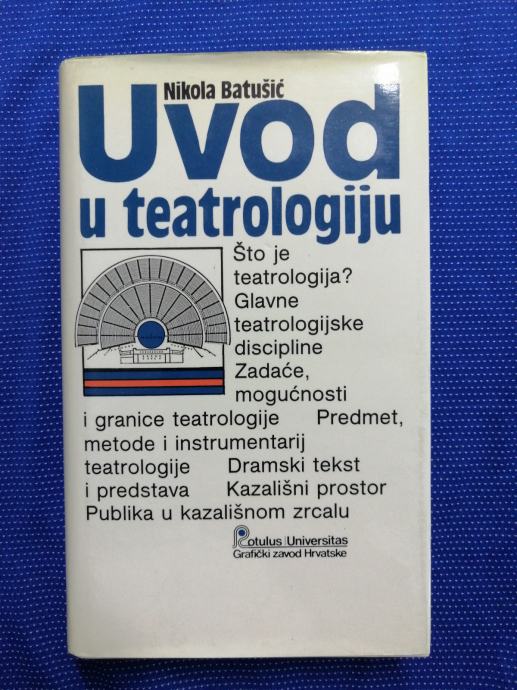 Nikola Batušić
Uvod
u teatrologiju
Što je
teatrologija?
Glavne
teatrologijske
discipline
Zadaće,
mogućnosti
i granice teatrologije Predmet,
metode i instrumentarij
teatrologije Dramski tekst
i predstava Kazališni prostor
Publika u kazališnom zrcalu
Rotulus Universitas
Grafički zavod Hrvatske